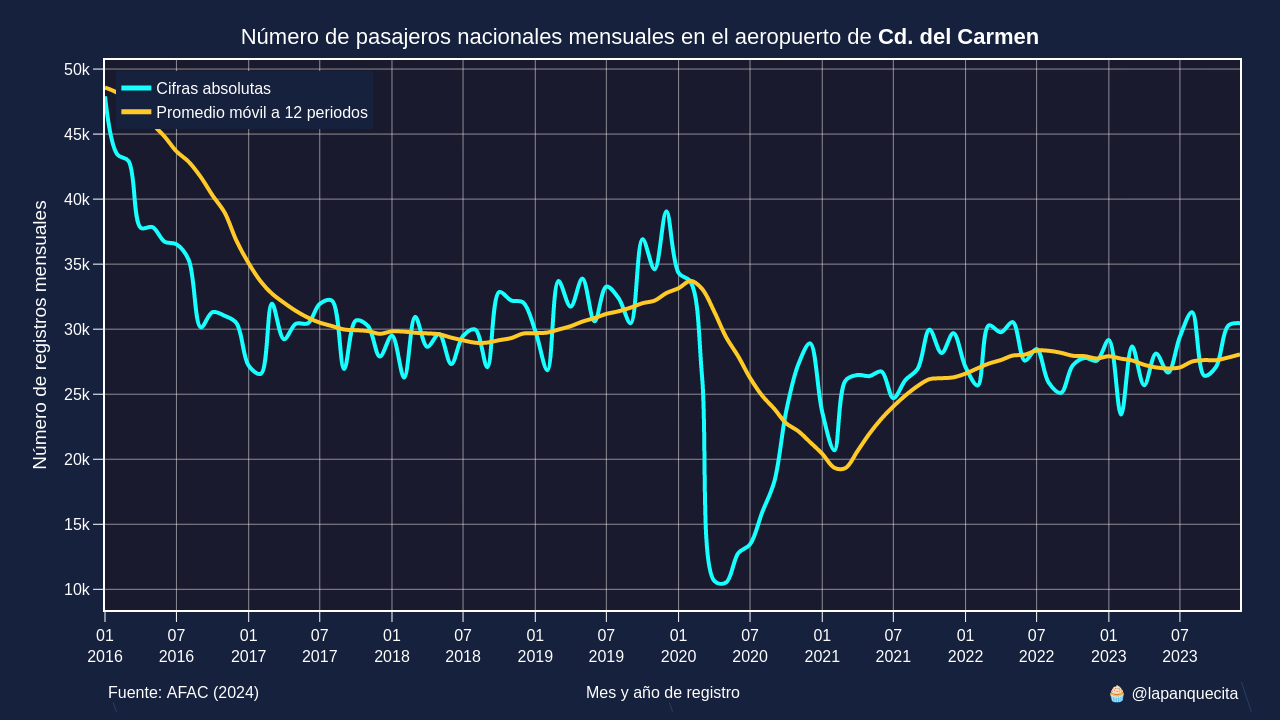 Número de pasajeros nacionales mensuales en el aeropuerto de Cd. del Carmen
Cifras absolutas
Promedio móvil a 12 periodos
Número de registros mensuales
50k
45k
40k
35k
30k
25k
20k
15k
10k
01 07 01 07 01 07 01 07 01 07 01 07 01 07 01 07
2016 2016 2017 2017 2018 2018 2019 2019 2020 2020 2021 2021 2022 2022 2023 2023
Fuente: AFAC (2024) Mes y año de registro 🧁 @lapanquecita